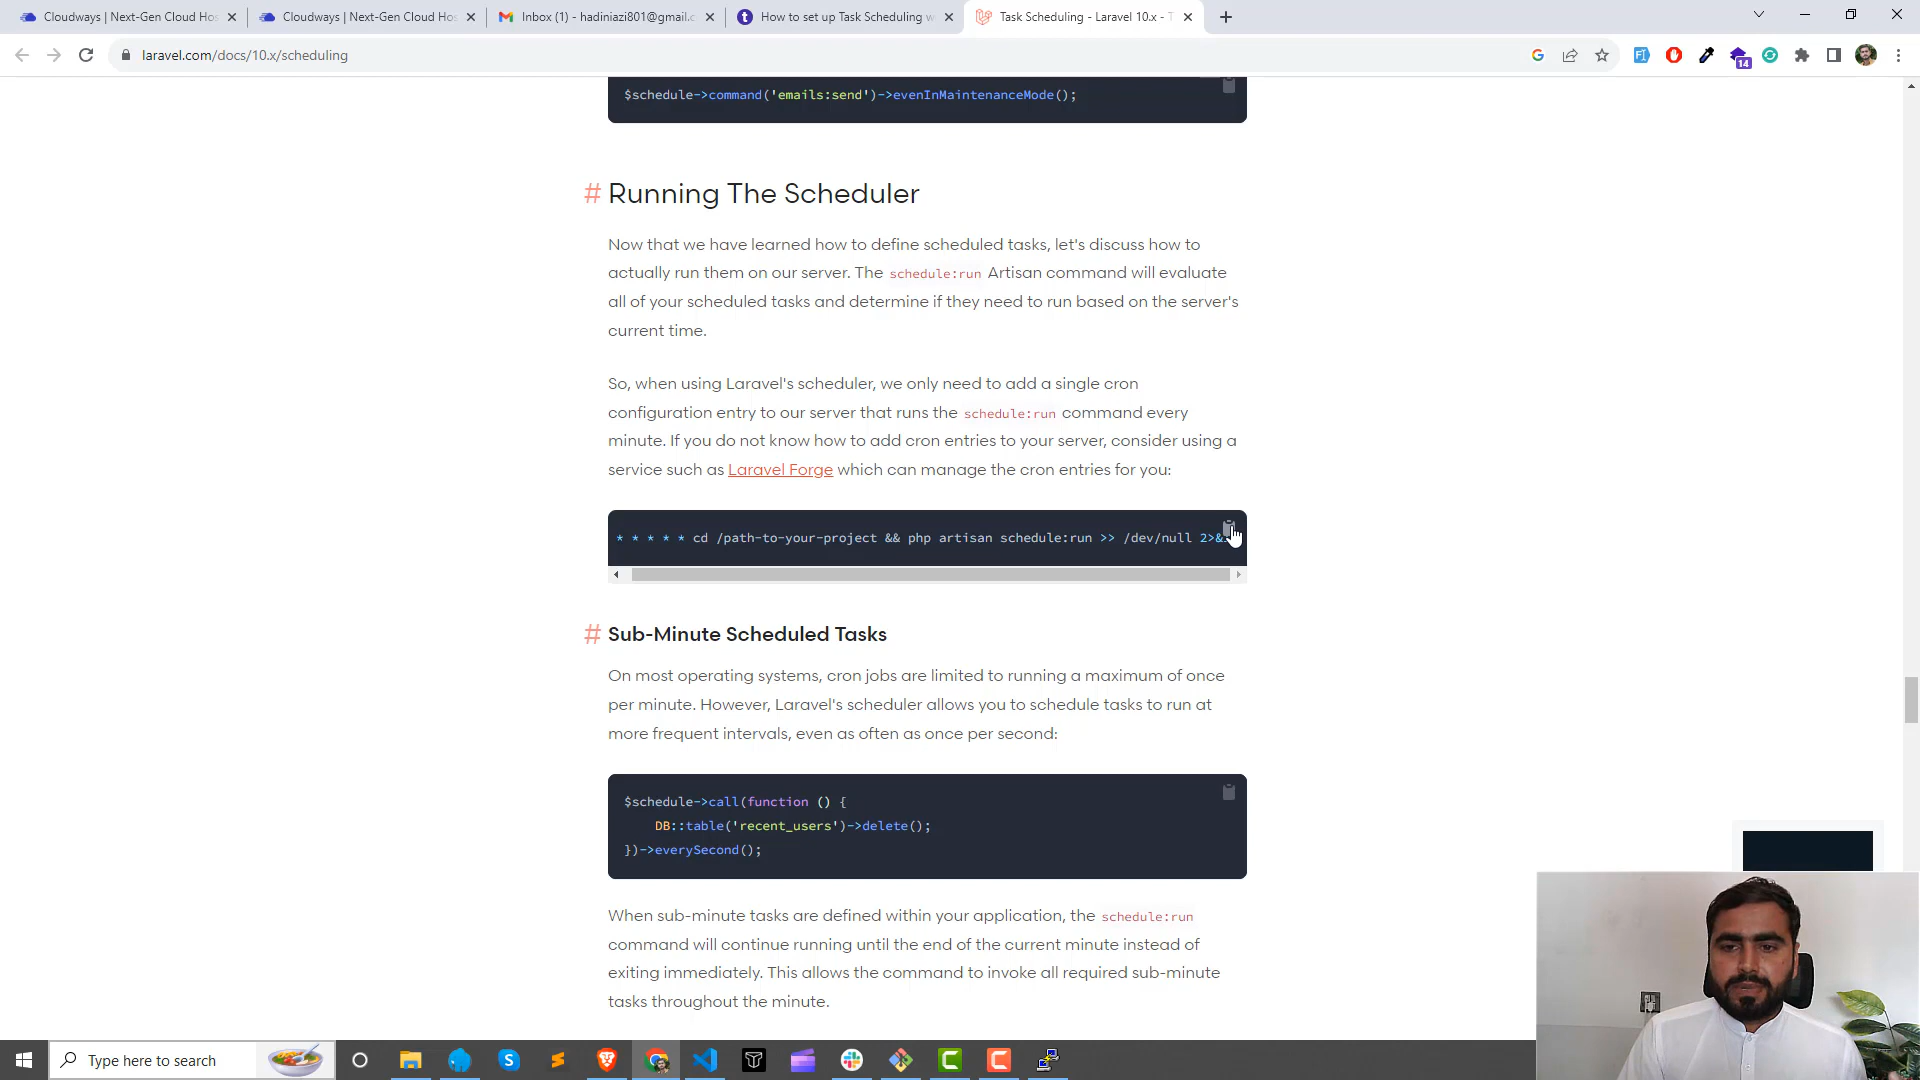 Cloudways | Next-Gen Cloud Hos
Cloudways | Next-Gen Cloud Hos
Inbox (1) - hadiniazi801@gmail.c
How to set up Task Scheduling w
Task Scheduling - Laravel 10.x - T
laravel.com/docs/10.x/scheduling
14
$schedule->command('emails:send')->evenInMaintenanceMode();
# Running The Scheduler
Now that we have learned how to define scheduled tasks, let's discuss how to
actually run them on our server. The schedule:run Artisan command will evaluate
all of your scheduled tasks and determine if they need to run based on the server's
current time.
So, when using Laravel's scheduler, we only need to add a single cron
configuration entry to our server that runs the schedule:run command every
minute. If you do not know how to add cron entries to your server, consider using a
service such as Laravel Forge which can manage the cron entries for you:
* * * * * cd /path-to-your-project && php artisan schedule:run >> /dev/null 2>&
# Sub-Minute Scheduled Tasks
On most operating systems, cron jobs are limited to running a maximum of once
per minute. However, Laravel's scheduler allows you to schedule tasks to run at
more frequent intervals, even as often as once per second:
$schedule->call(function () {
DB::table('recent_users')->delete();
})->everySecond();
When sub-minute tasks are defined within your application, the schedule:run
command will continue running until the end of the current minute instead of
exiting immediately. This allows the command to invoke all required sub-minute
tasks throughout the minute.
Type here to search